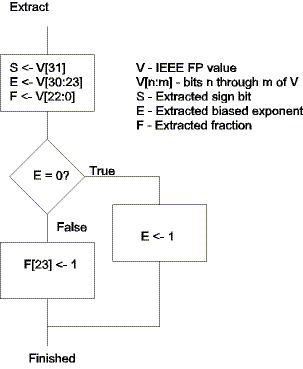 Extract
S <- V[31]
E <- V[30:23]
F <- V[22:0]
V - IEEE FP value
V[n:m] - bits n through m of V
S - Extracted sign bit
E - Extracted biased exponent
F - Extracted fraction
E = 0?
True
False
E <- 1
F[23] <- 1
Finished